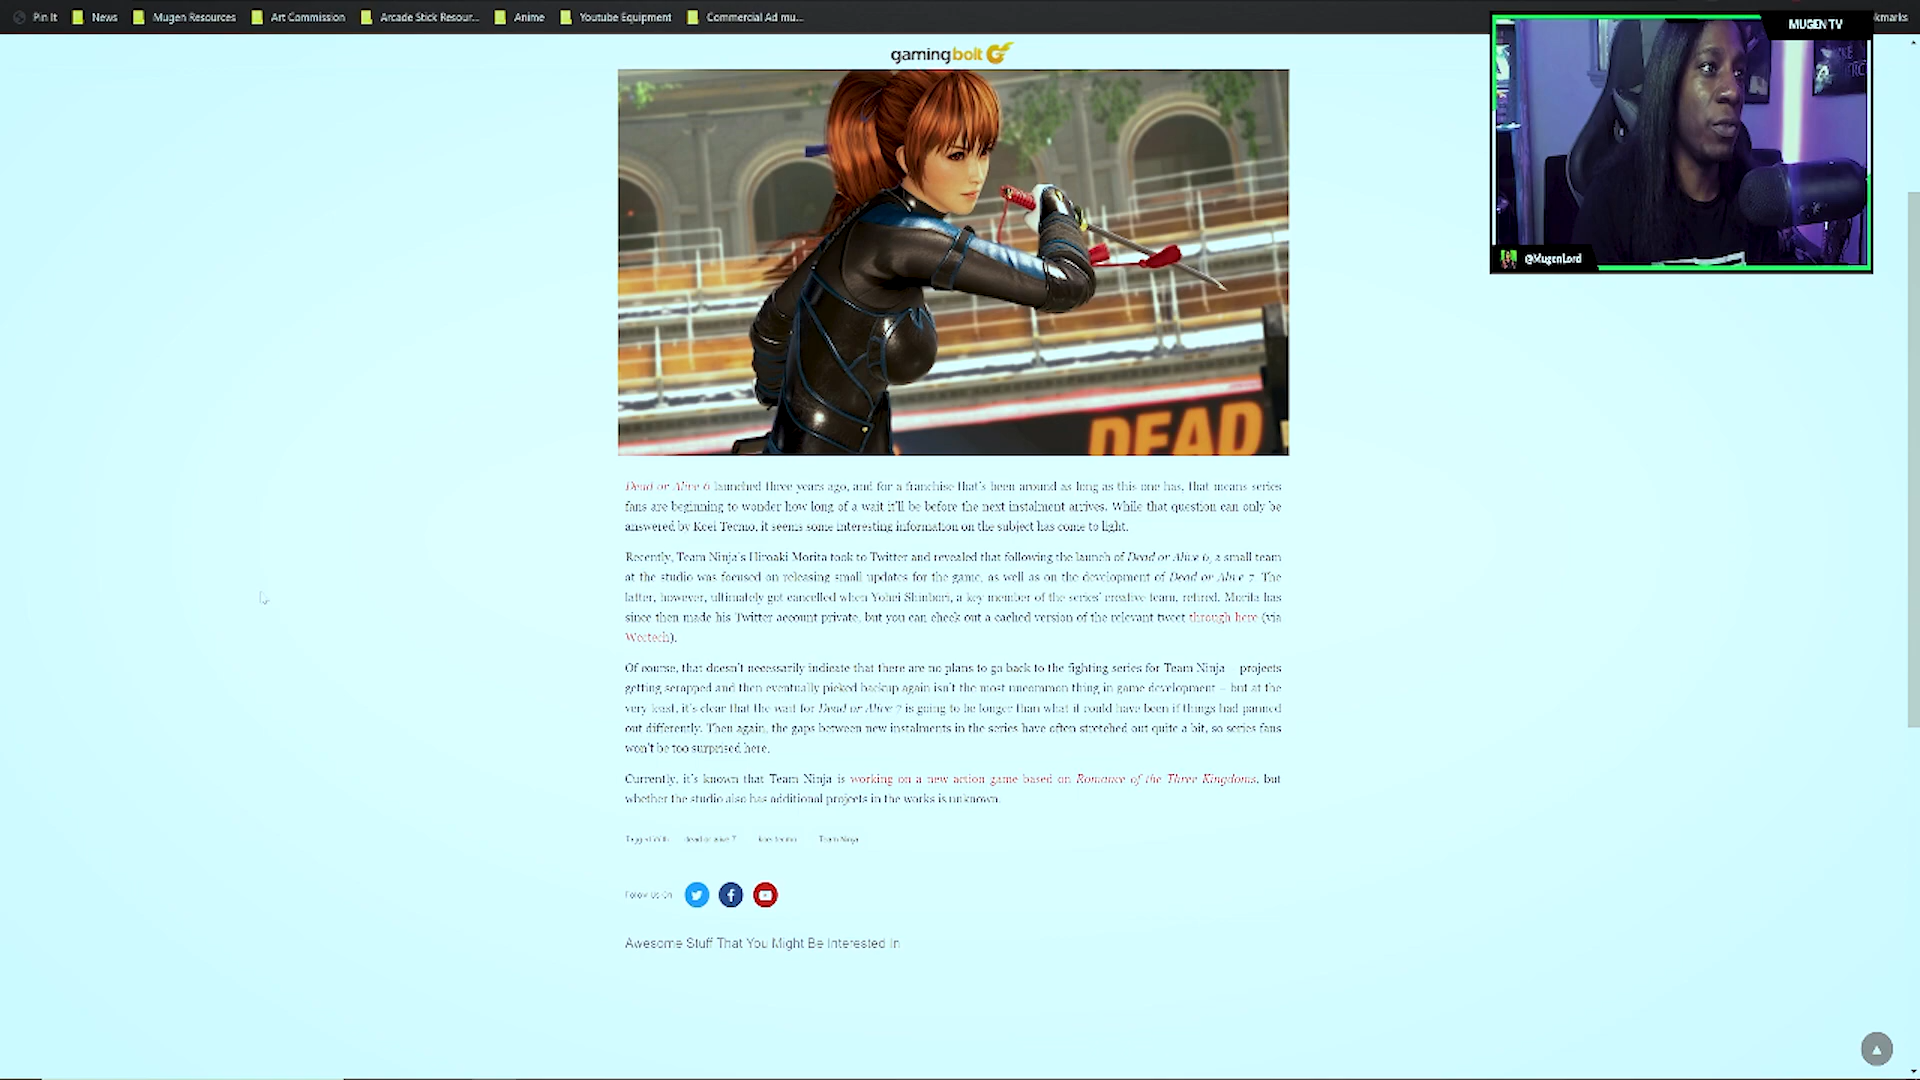 Pin It News Mugen Resources Art Commission Arcade Stick Resour... Anime Youtube Equipment Commercial Ad mu... kmarks
MUGEN TV
gamingbolt
@MugenLord
DEAD
Dead or Alive 6 launched three years ago, and for a franchise that's been around as long as this one has, that means series
fans are beginning to wonder how long of a wait it'll be before the next instalment arrives. While that question can only be
answered by Koei Tecmo, it seems some interesting information on the subject has come to light.
Recently, Team Ninja's Hiroaki Morita took to Twitter and revealed that following the launch of Dead or Alive 6, a small team
at the studio was focused on releasing small updates for the game, as well as on the development of Dead or Alive 7. The
latter, however, ultimately got cancelled when Yohei Shinbori, a key member of the series' creative team, retired. Morita has
since then made his Twitter account private, but you can check out a cached version of the relevant tweet through here (via
Wccftech).
Of course, that doesn't necessarily indicate that there are no plans to go back to the fighting series for Team Ninja – projects
getting scrapped and then eventually picked backup again isn't the most uncommon thing in game development – but at the
very least, it's clear that the wait for Dead or Alive 7 is going to be longer than what it could have been if things had panned
out differently. Then again, the gaps between new instalments in the series have often stretched out quite a bit, so series fans
won't be too surprised here.
Currently, it's known that Team Ninja is working on a new action game based on Romance of the Three Kingdoms, but
whether the studio also has additional projects in the works is unknown.
Tagged With: dead or alive 7 koei tecmo Team Ninja
Follow Us On
Awesome Stuff That You Might Be Interested In